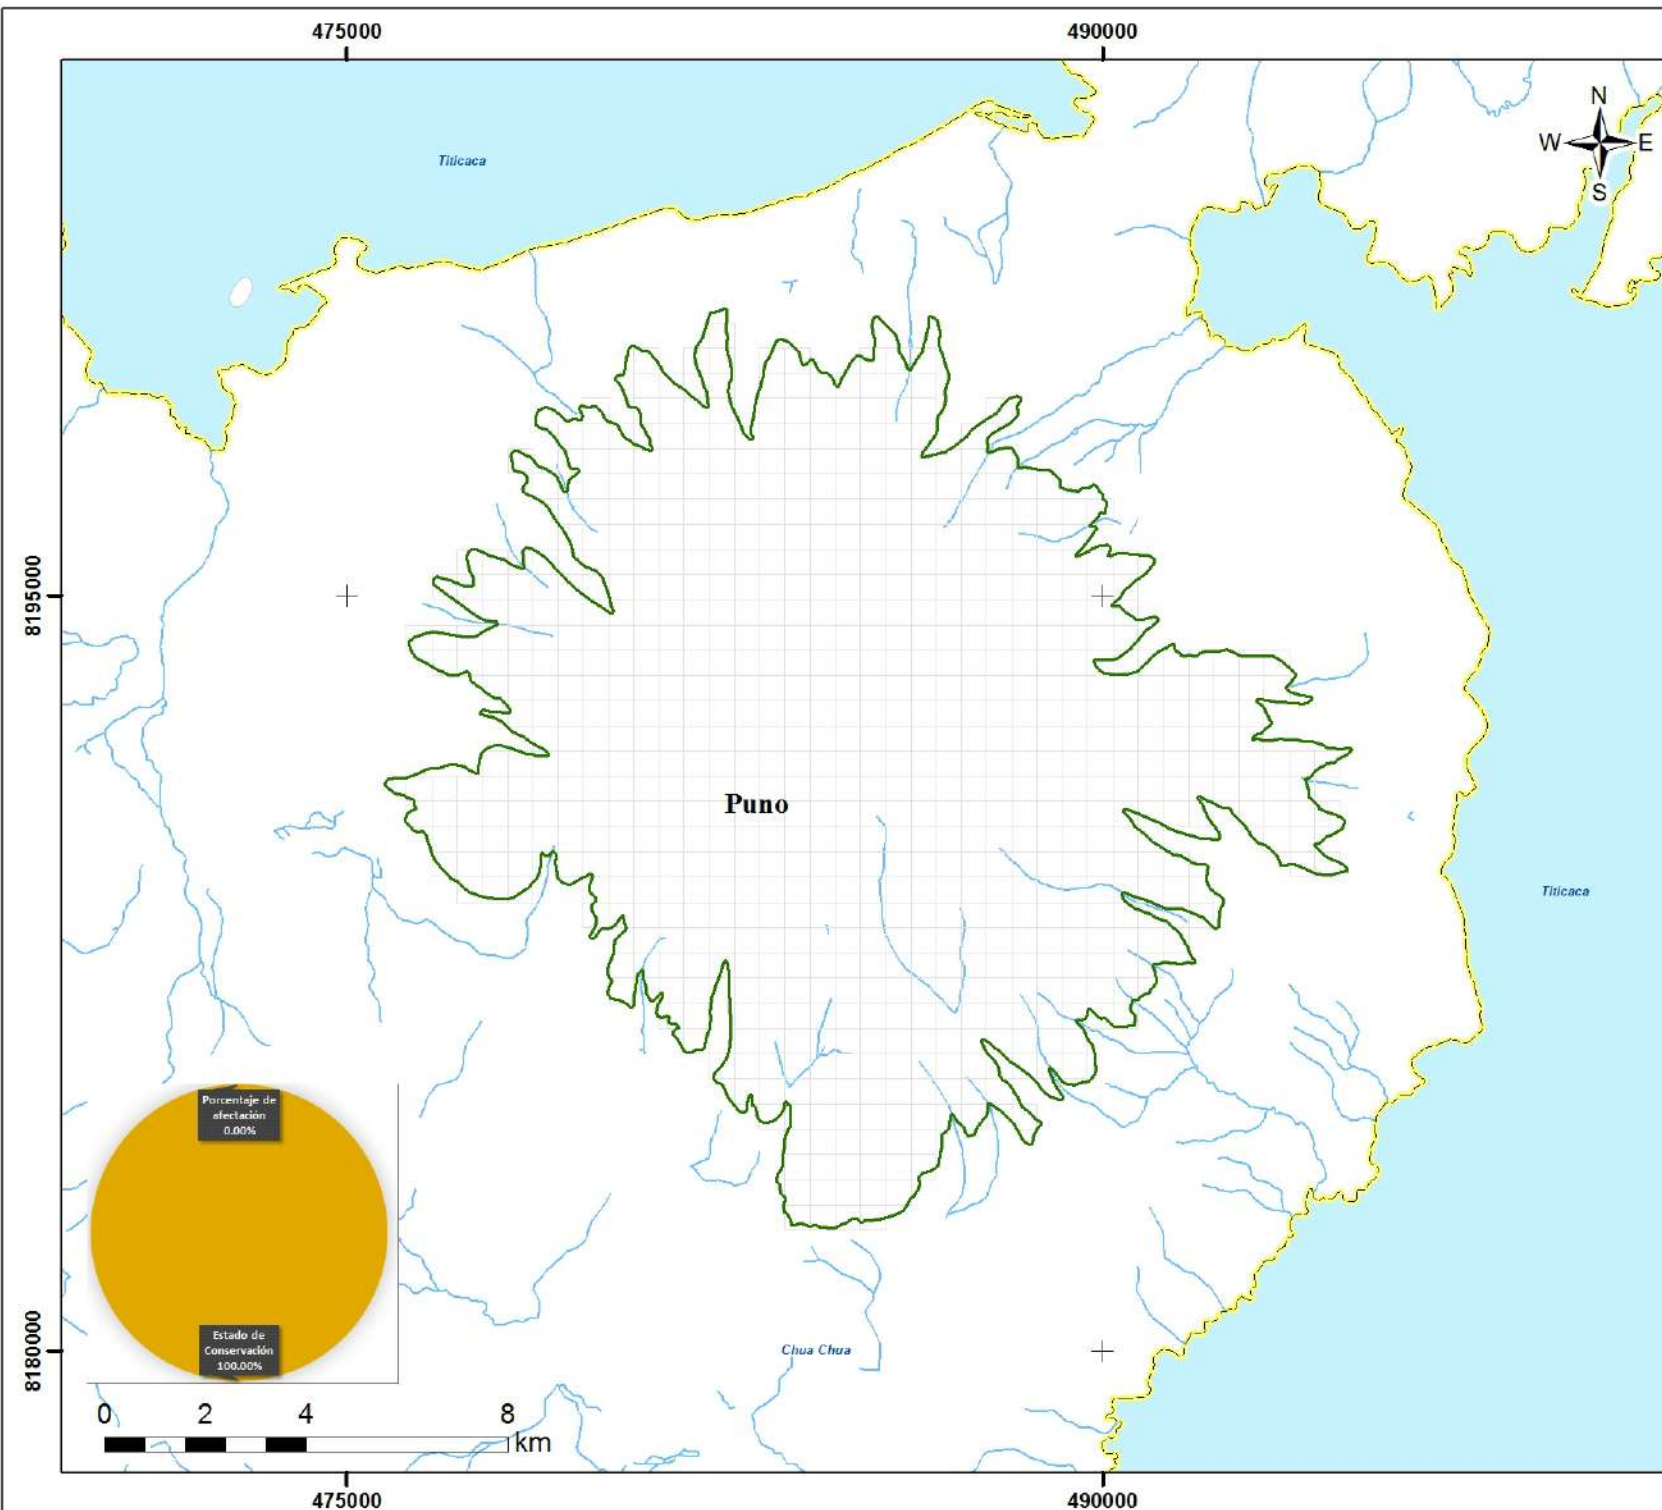 475000 490000
N
W E
S
Titicaca
8195000
Puno
Titicaca
Porcentaje de
afectación
0.00%
Estado de
Conservación
100.00%
Chua Chua
8180000
0 2 4 8
km
475000 490000